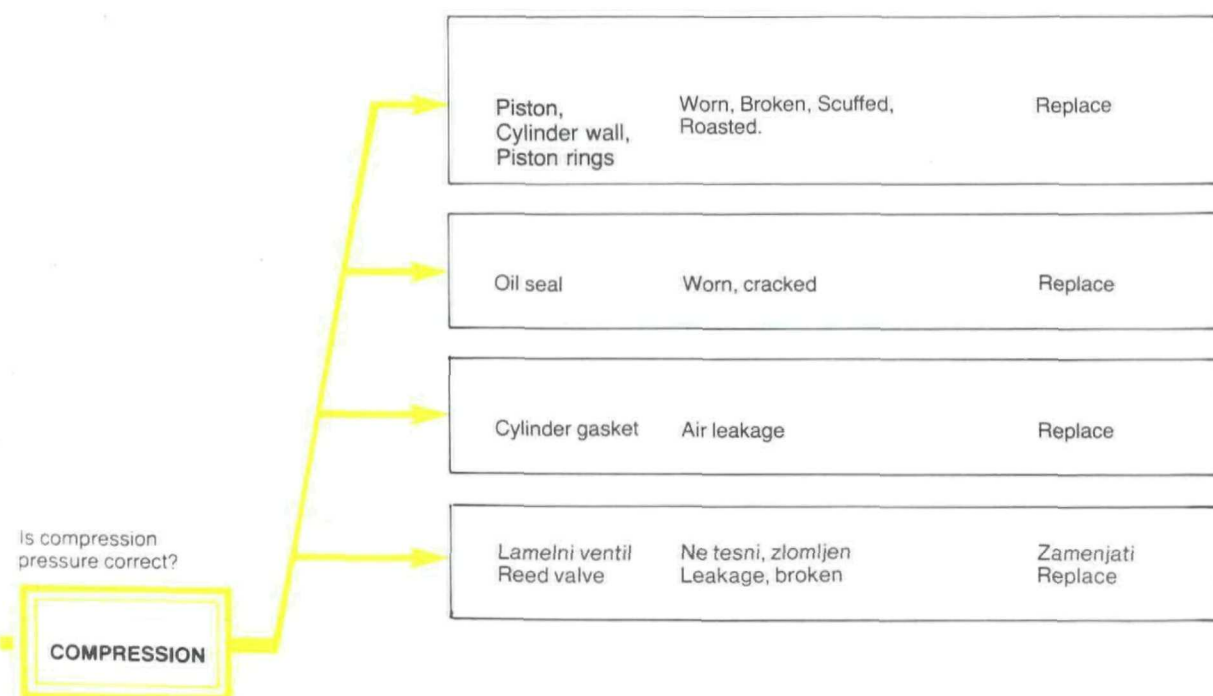 Piston,
Cylinder wall,
Piston rings
Worn, Broken, Scuffed,
Roasted.
Replace
Oil seal
Worn, cracked
Replace
Cylinder gasket
Air leakage
Replace
Lamelni ventil
Reed valve
Ne tesni, zlomljen
Leakage, broken
Zamenjati
Replace
Is compression
pressure correct?
COMPRESSION